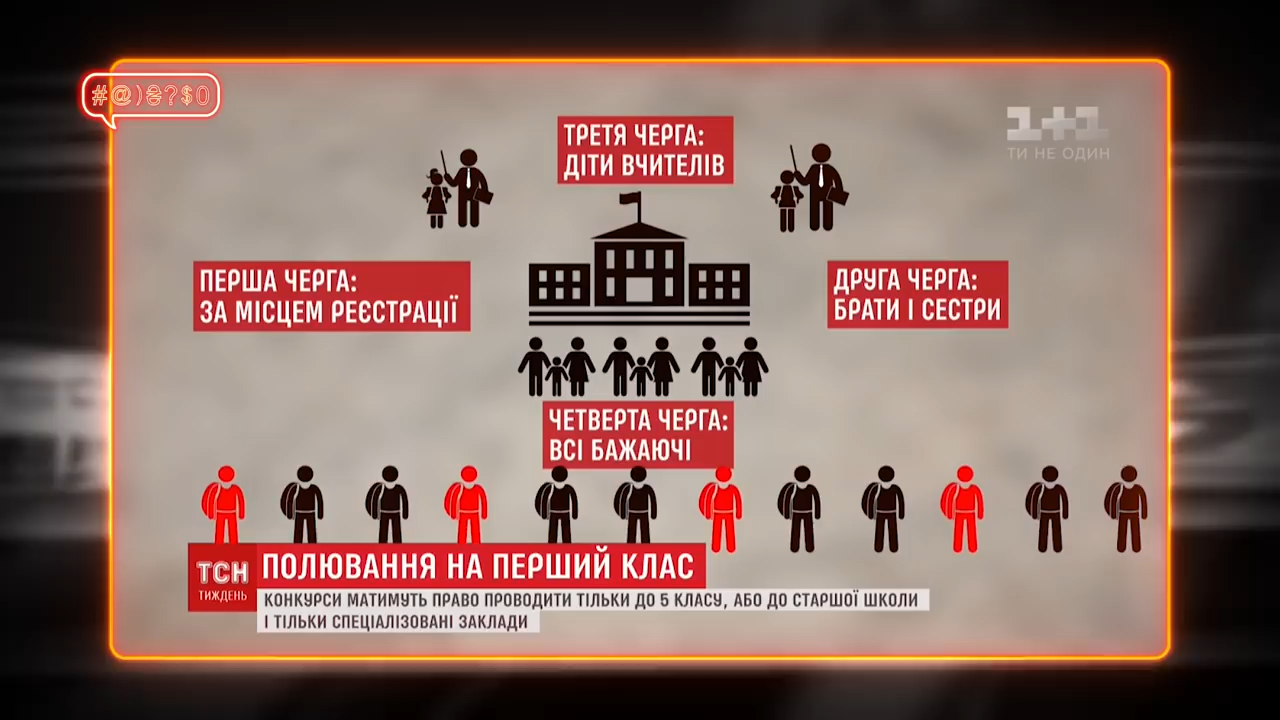 #@)₴?$0
1+1
ТИ НЕ ОДИН
ТРЕТЯ ЧЕРГА:
ДІТИ ВЧИТЕЛІВ
ПЕРША ЧЕРГА:
ЗА МІСЦЕМ РЕЄСТРАЦІЇ
ДРУГА ЧЕРГА:
БРАТИ І СЕСТРИ
ЧЕТВЕРТА ЧЕРГА:
ВСІ БАЖАЮЧІ
ТСН
ТИЖДЕНЬ
ПОЛЮВАННЯ НА ПЕРШИЙ КЛАС
КОНКУРСИ МАТИМУТЬ ПРАВО ПРОВОДИТИ ТІЛЬКИ ДО 5 КЛАСУ, АБО ДО СТАРШОЇ ШКОЛИ
І ТІЛЬКИ СПЕЦІАЛІЗОВАНІ ЗАКЛАДИ